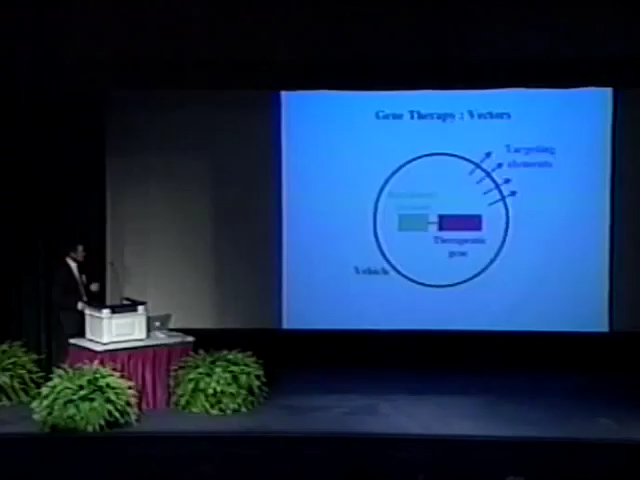 Gene Therapy : Vectors
Targeting
elements
Therapeutic
gene
Vehicle